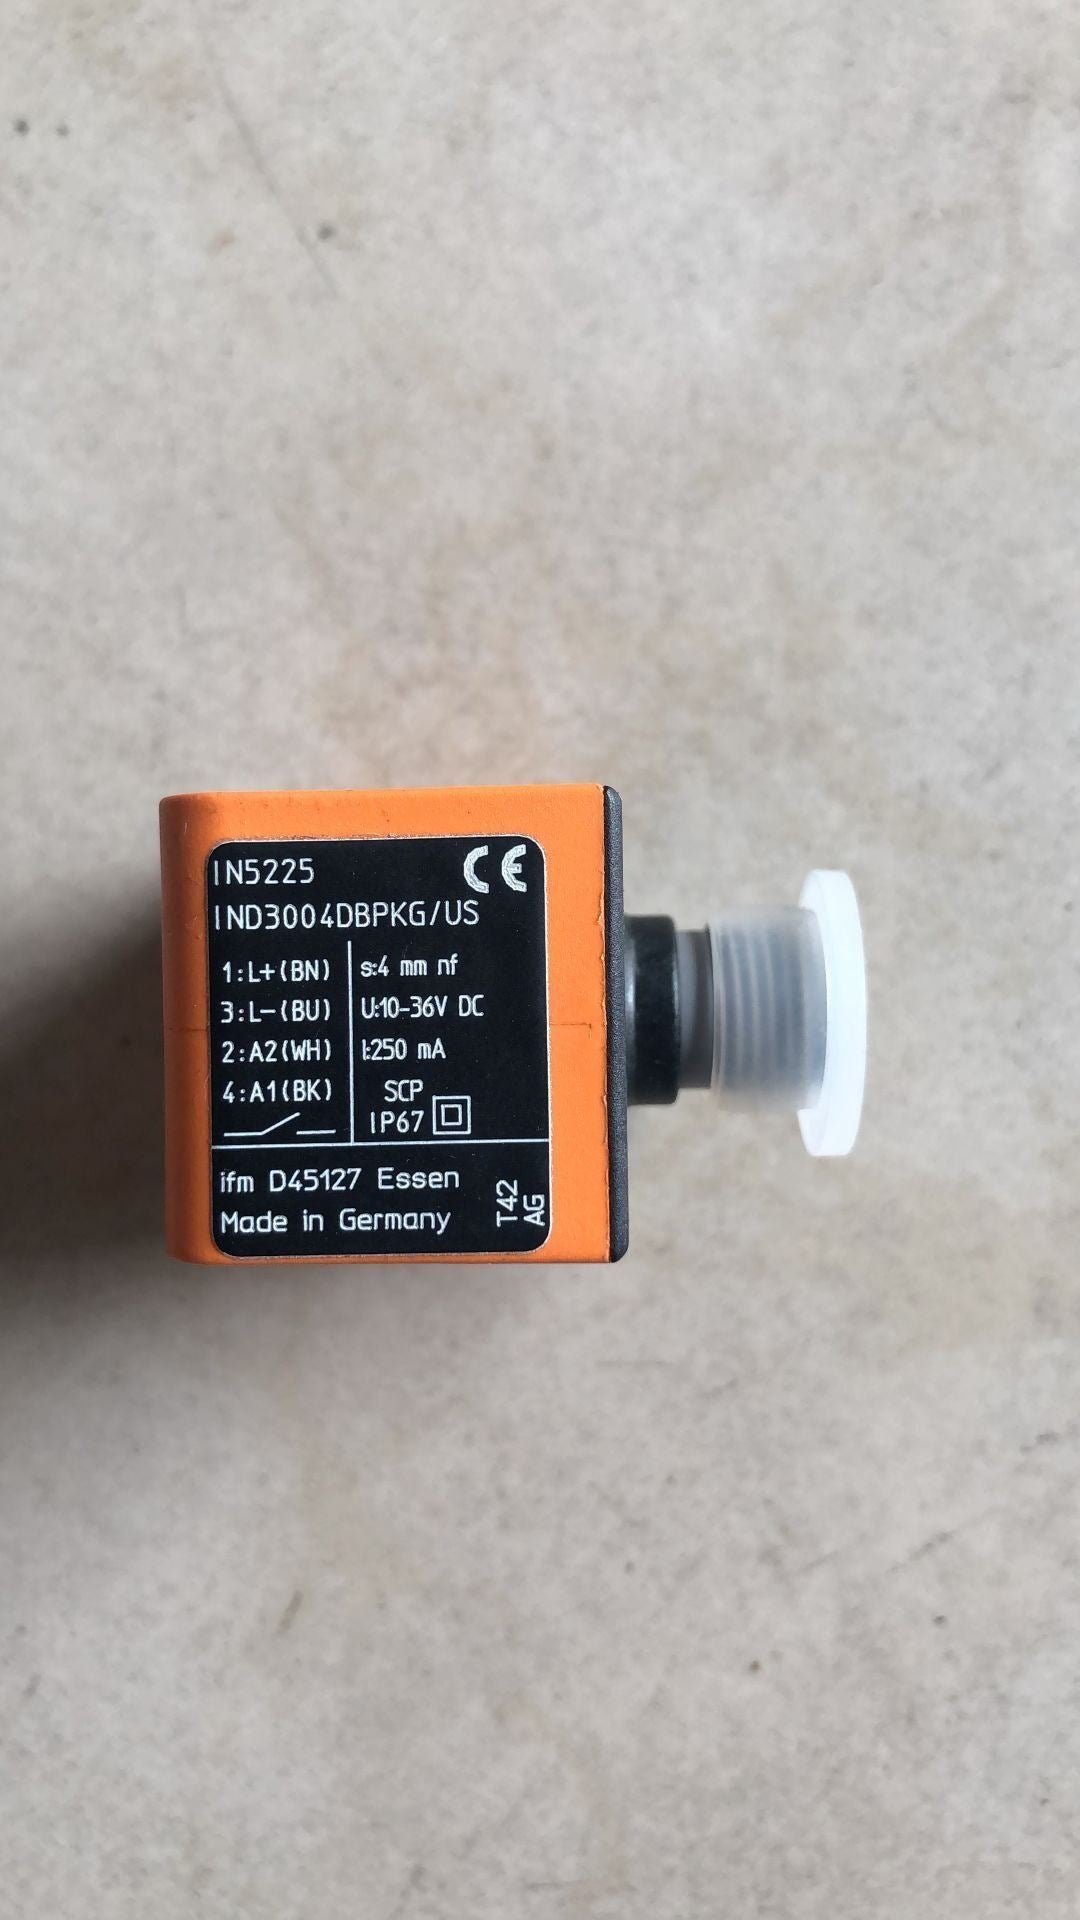 IN5225
CE
IND3004DBPKG/US
1:L+(BN)
3:L-(BU)
2:A2(WH)
4:A1(BK)
s:4 mm nf
U:10-36V DC
I:250 mA
SCP
IP67
ifm D45127 Essen
Made in Germany
T42
AG